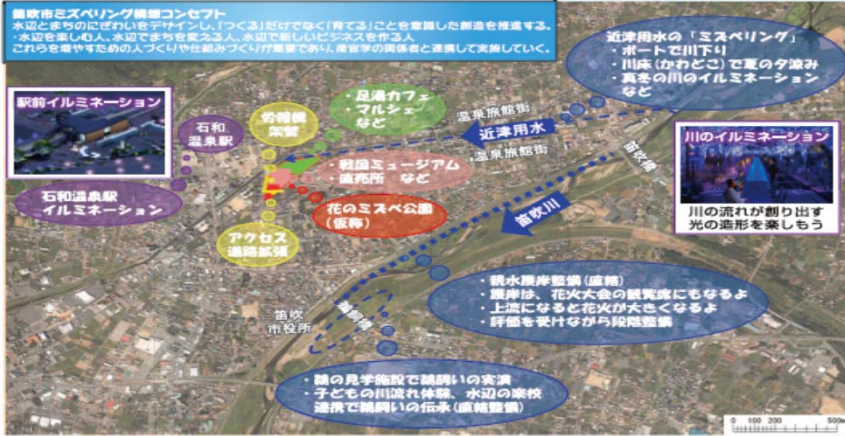 笛吹市ミズベリング構想コンセプト
水辺とまちのにぎわいをデザインし、「つくる」だけでなく「育てる」ことを意識した創造を推進する。
・水辺を楽しむ人、水辺でまちを変える人、水辺で新しいビジネスを作る人
これらを増やすための人づくりや仕組みづくりが重要であり、産官学の関係者と連携して実施していく。
近津用水の「ミズベリング」
・ボートで川下り
・川床(かわどこ)で夏の夕涼み
・真冬の川のイルミネーション
など
駅前イルミネーション
石和
温泉駅
石和温泉駅
イルミネーション
架替
・足湯カフェ
・マルシェ
など
温泉旅館街
近津用水
温泉旅館街
・戦国ミュージアム
・直売所 など
花のミズベ公園
(仮称)
アクセス
道路拡張
笛吹橋
笛吹川
川のイルミネーション
川の流れが創り出す
光の造形を楽しもう
・親水護岸整備(直轄)
・護岸は、花火大会の観覧席にもなるよ
・上流になると花火が大きくなるよ
・評価を受けながら段階整備
笛吹
市役所
鵜飼橋
・鵜の見学施設で鵜飼いの実演
・子どもの川流れ体験、水辺の楽校
連携で鵜飼いの伝承(直轄整備)
0 100 200 500m